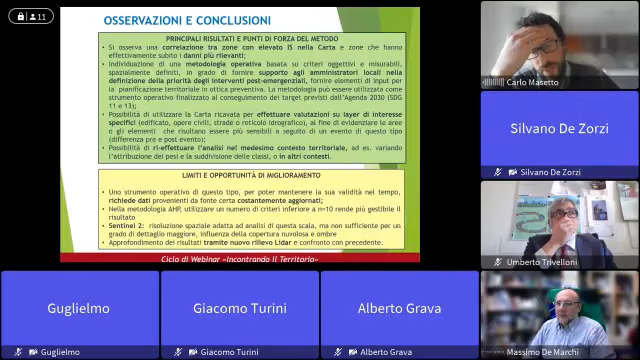 11
OSSERVAZIONI E CONCLUSIONI
PRINCIPALI RISULTATI E PUNTI DI FORZA DEL METODO
• Si osserva una correlazione tra zone con elevato IS nella Carta e zone che hanno
effettivamente subito i danni più rilevanti;
• Individuazione di una metodologia operativa basata su criteri oggettivi e misurabili,
spazialmente definiti, in grado di fornire supporto agli amministratori locali nella
definizione della priorità degli interventi post-emergenziali, fornire elementi di input per
la pianificazione territoriale in ottica preventiva. La metodologia può essere utilizzata come
strumento operativo finalizzato al conseguimento dei target previsti dall'Agenda 2030 (SDG
11 e 13);
• Possibilità di utilizzare la Carta ricavata per effettuare valutazioni su layer di interesse
specifici (edificato, opere civili, strade o reticolo idrografico), al fine di evidenziare le aree
o gli elementi che risultano essere più sensibili a seguito di un evento di questo tipo
(differenza pre e post evento);
• Possibilità di ri-effettuare l'analisi nel medesimo contesto territoriale, ad es. variando
l'attribuzione dei pesi e la suddivisione delle classi, o in altri contesti.
LIMITI E OPPORTUNITÀ DI MIGLIORAMENTO
• Uno strumento operativo di questo tipo, per poter mantenere la sua validità nel tempo,
richiede dati provenienti da fonte certa costantemente aggiornati;
• Nella metodologia AHP, utilizzare un numero di criteri inferiore a n=10 rende più gestibile il
risultato
• Sentinel 2: risoluzione spaziale adatta ad analisi di questa scala, ma non sufficiente per un
grado di dettaglio maggiore, influenza della copertura nuvolosa e ombre
• Approfondimento dei risultati tramite nuovo rilievo Lidar e confronto con precedente.
Ciclo di Webinar «Incontrando il Territorio»
Carlo Masetto
Silvano De Zorzi
Silvano De Zorzi
Umberto Trivelloni
Guglielmo
Guglielmo
Giacomo Turini
Giacomo Turini
Alberto Grava
Alberto Grava
Massimo De Marchi